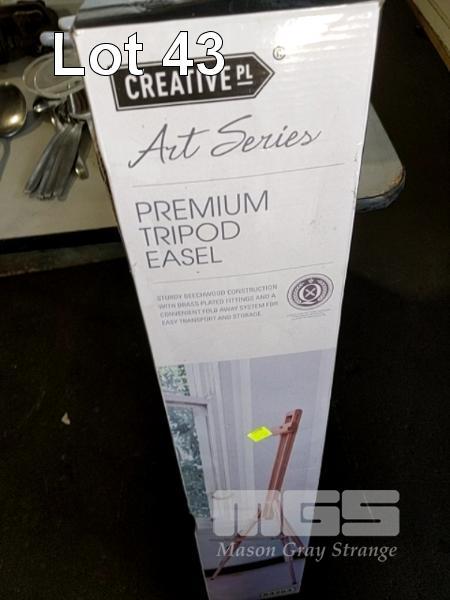 Lot 43
CREATIVE PL
®
Art Series
PREMIUM
TRIPOD
EASEL
STURDY BEECHWOOD CONSTRUCTION
WITH BRASS PLATED FITTINGS AND A
CONVENIENT FOLD AWAY SYSTEM FOR
EASY TRANSPORT AND STORAGE.
MGS
Mason Gray Strange